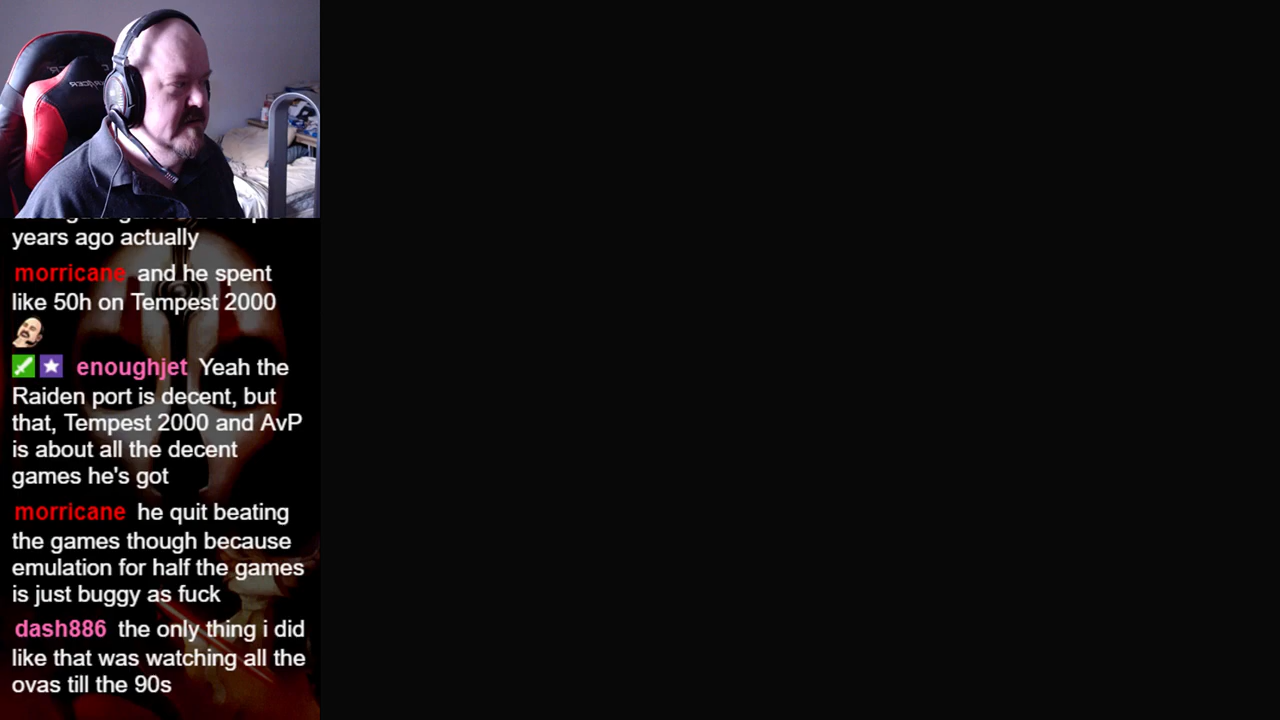 years ago actually
morricane and he spent
like 50h on Tempest 2000
enoughjet Yeah the
Raiden port is decent, but
that, Tempest 2000 and AvP
is about all the decent
games he's got
morricane he quit beating
the games though because
emulation for half the games
is just buggy as fuck
dash886 the only thing i did
like that was watching all the
ovas till the 90s